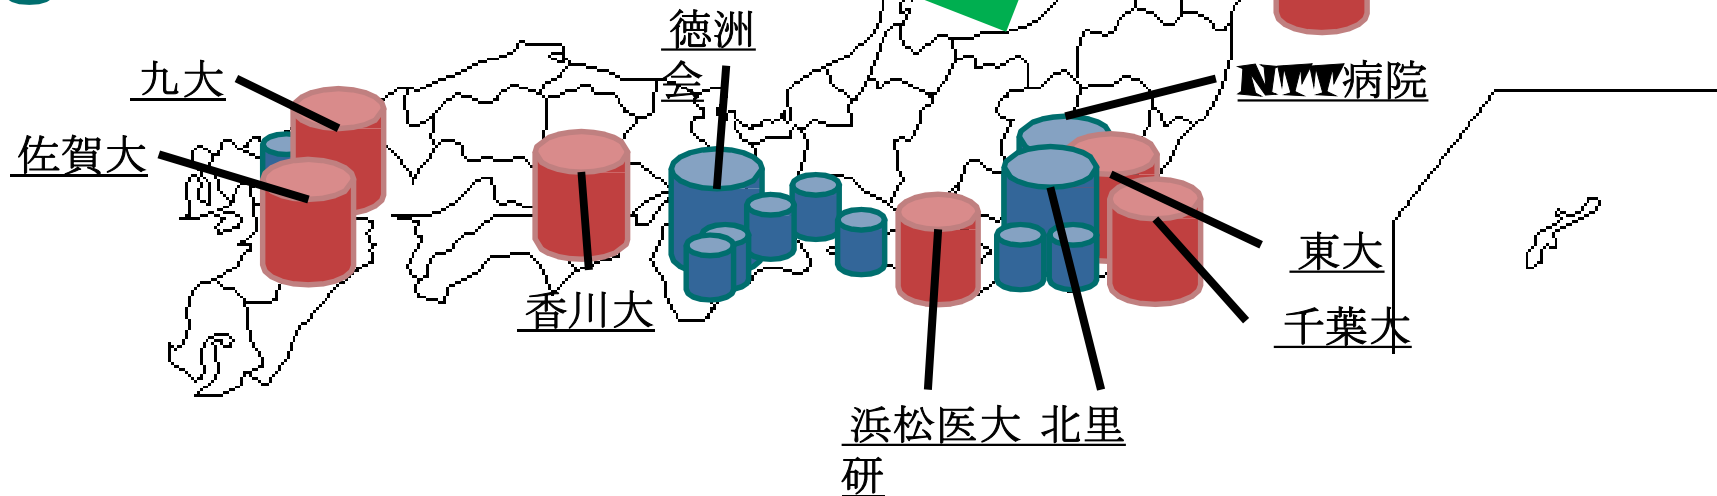 徳洲
会
九大
NTT病院
佐賀大
東大
香川大
千葉大
浜松医大 北里
研